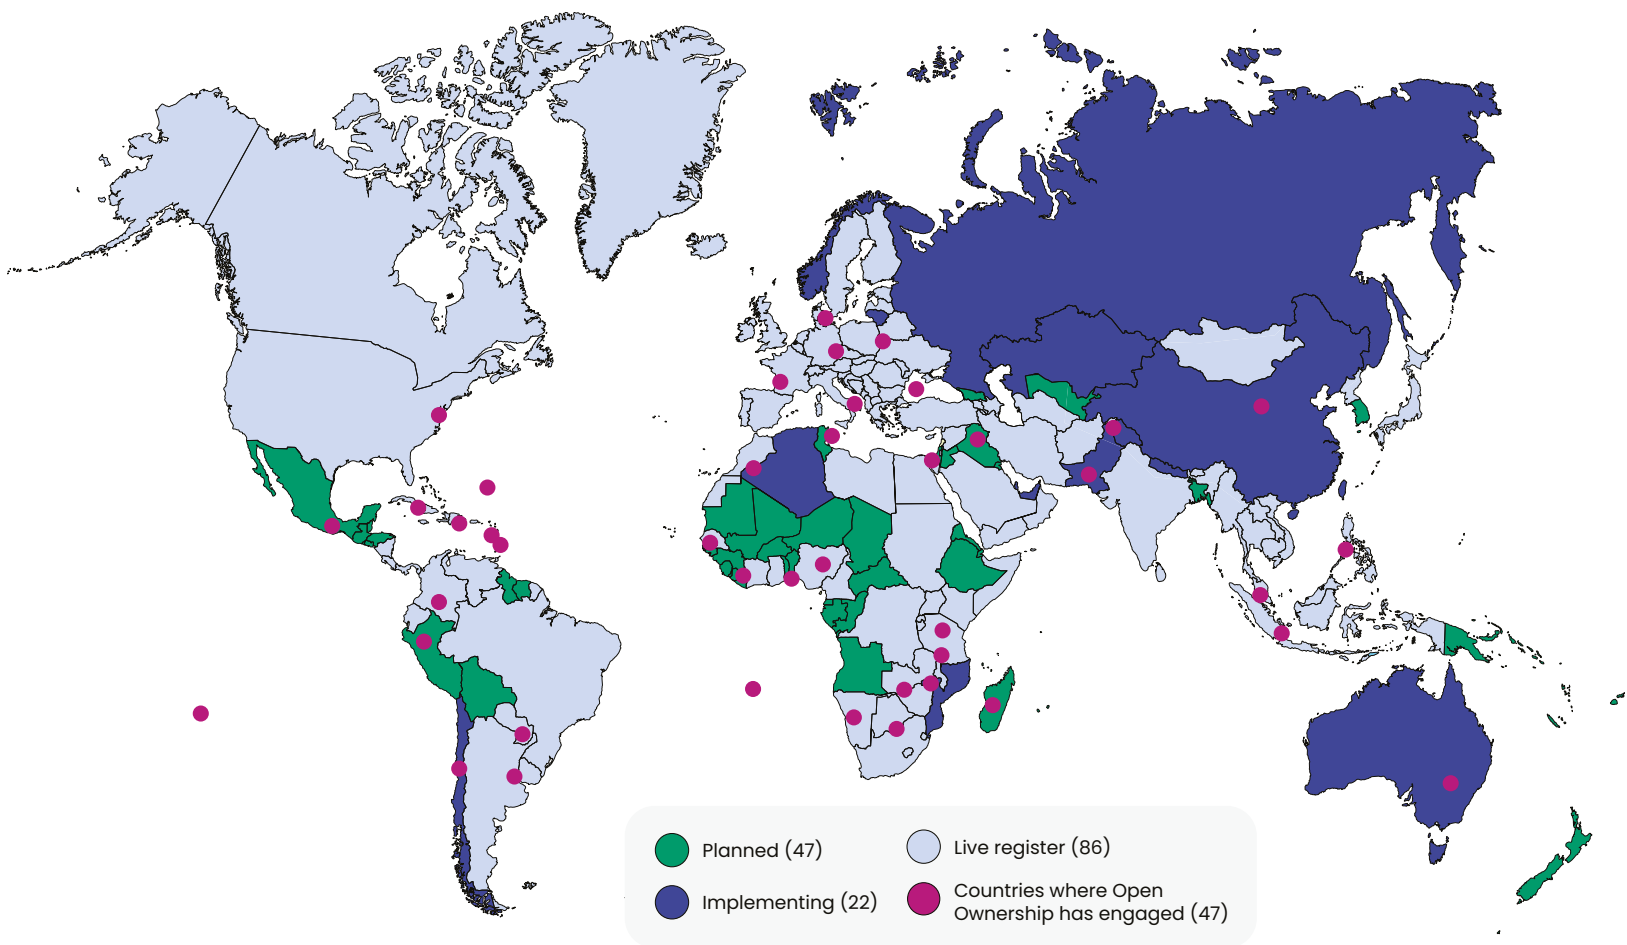 Planned (47)
Implementing (22)
Live register (86)
Countries where Open
Ownership has engaged (47)